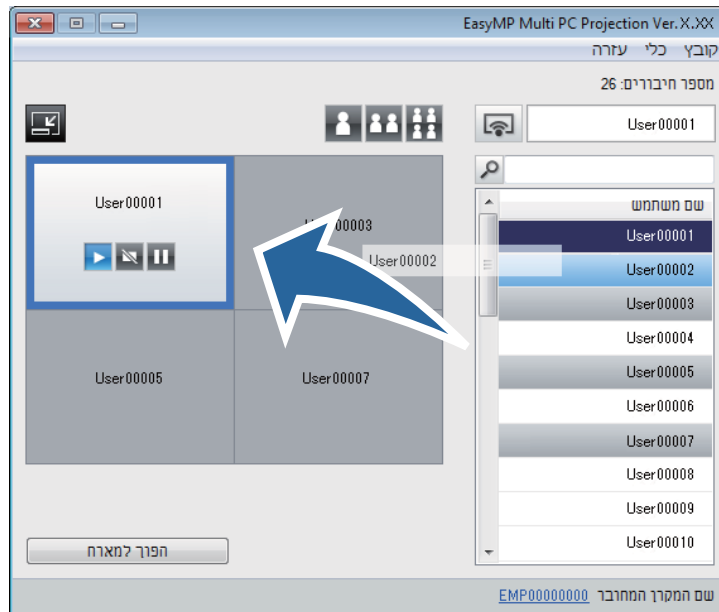 EasyMP Multi PC Projection Ver.X.XX
קובץ כלי עזרה
מספר חיבורים: 26
User00001
שם משתמש
User00001
User00002
User00003
User00004
User00005
User00006
User00007
User00008
User00009
User00010
User00001
User00002
User00005
User00007
הפוך למארח
שם המקרן המחובר EMP00000000